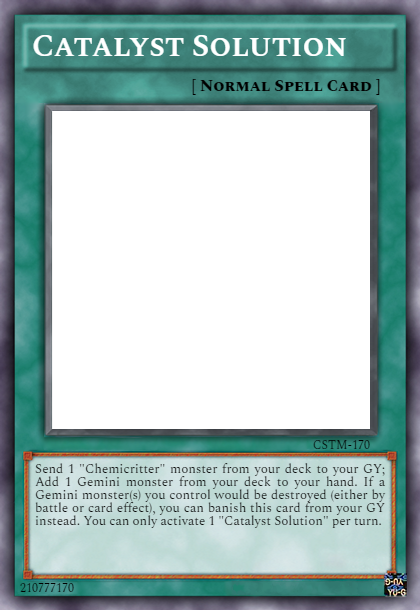 Catalyst Solution
[ Normal Spell Card ]
CSTM-170
Send 1 "Chemicritter" monster from your deck to your GY;
Add 1 Gemini monster from your deck to your hand. If a
Gemini monster(s) you control would be destroyed (either by
battle or card effect), you can banish this card from your GY
instead. You can only activate 1 "Catalyst Solution" per turn.
210777170